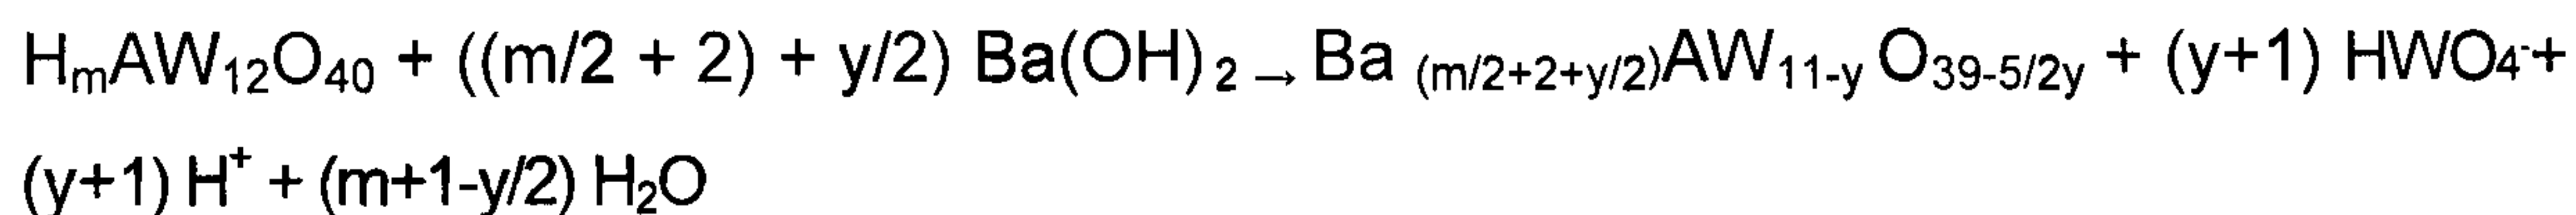 HₘAW₁₂O₄₀ + ((m/2 + 2) + y/2) Ba(OH)₂ → Ba (m/2+2+y/2)AW11-y O39-5/2y + (y+1) HWO₄⁻+
(y+1) H⁺ + (m+1-y/2) H₂O